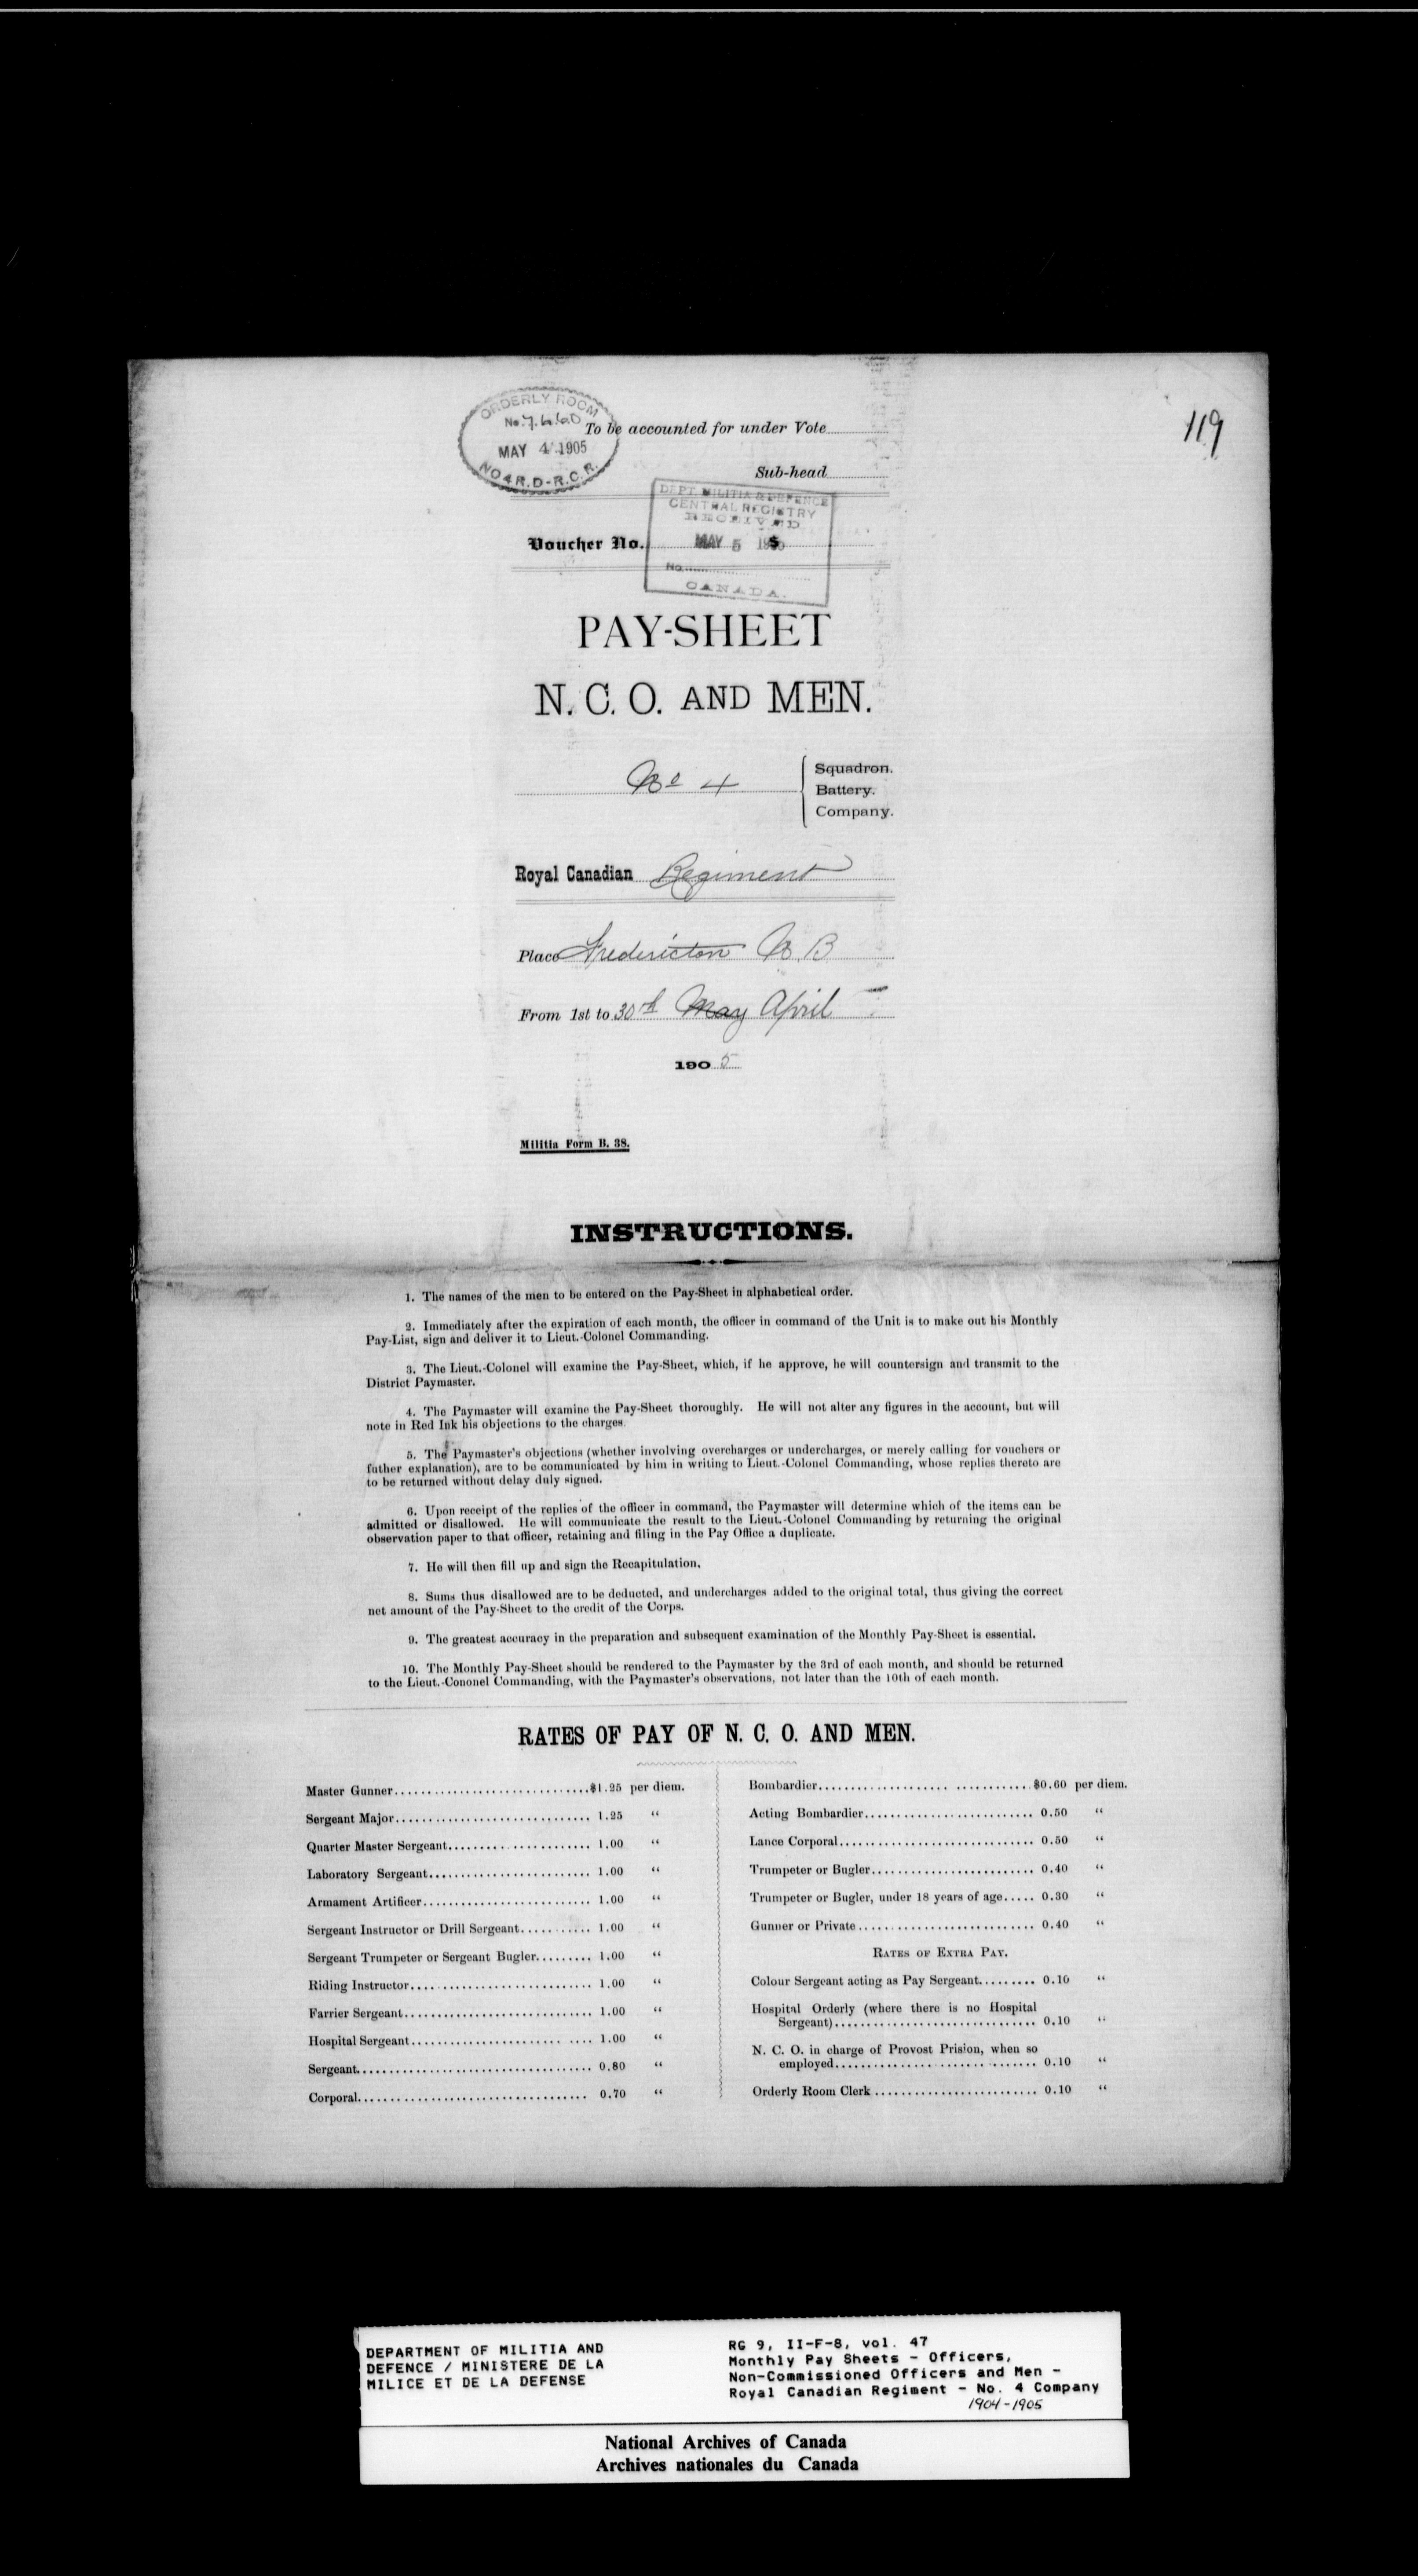 119
ORDERLY ROOM
No. 7.660
MAY 4 1905
NO 4 R.D-R.C.R.
To be accounted for under Vote
Sub-head
DEPT. MILITIA & DEFENCE
CENTRAL REGISTRY
RECEIVED
MAY 5 1905
No.
CANADA.
Voucher No.
PAY-SHEET
N. C. O. AND MEN.
No 4
Squadron.
Battery.
Company.
Royal Canadian Regiment
Place Fredericton N B
From 1st to 30th May April
1905
Militia Form B. 38.
INSTRUCTIONS.
1. The names of the men to be entered on the Pay-Sheet in alphabetical order.
2. Immediately after the expiration of each month, the officer in command of the Unit is to make out his Monthly
Pay-List, sign and deliver it to Lieut.-Colonel Commanding.
3. The Lieut.-Colonel will examine the Pay-Sheet, which, if he approve, he will countersign and transmit to the
District Paymaster.
4. The Paymaster will examine the Pay-Sheet thoroughly. He will not alter any figures in the account, but will
note in Red Ink his objections to the charges.
5. The Paymaster's objections (whether involving overcharges or undercharges, or merely calling for vouchers or
futher explanation), are to be communicated by him in writing to Lieut.-Colonel Commanding, whose replies thereto are
to be returned without delay duly signed.
6. Upon receipt of the replies of the officer in command, the Paymaster will determine which of the items can be
admitted or disallowed. He will communicate the result to the Lieut.-Colonel Commanding by returning the original
observation paper to that officer, retaining and filing in the Pay Office a duplicate.
7. He will then fill up and sign the Recapitulation.
8. Sums thus disallowed are to be deducted, and undercharges added to the original total, thus giving the correct
net amount of the Pay-Sheet to the credit of the Corps.
9. The greatest accuracy in the preparation and subsequent examination of the Monthly Pay-Sheet is essential.
10. The Monthly Pay-Sheet should be rendered to the Paymaster by the 3rd of each month, and should be returned
to the Lieut.-Cononel Commanding, with the Paymaster's observations, not later than the 10th of each month.
RATES OF PAY OF N. C. O. AND MEN.
Master Gunner $1.25 per diem.
Sergeant Major 1.25 "
Quarter Master Sergeant 1.00 "
Laboratory Sergeant 1.00 "
Armament Artificer 1.00 "
Sergeant Instructor or Drill Sergeant 1.00 "
Sergeant Trumpeter or Sergeant Bugler 1.00 "
Riding Instructor 1.00 "
Farrier Sergeant 1.00 "
Hospital Sergeant 1.00 "
Sergeant 0.80 "
Corporal 0.70 "
Bombardier $0.60 per diem.
Acting Bombardier 0.50 "
Lance Corporal 0.50 "
Trumpeter or Bugler 0.40 "
Trumpeter or Bugler, under 18 years of age 0.30 "
Gunner or Private 0.40 "
RATES OF EXTRA PAY.
Colour Sergeant acting as Pay Sergeant 0.10 "
Hospital Orderly (where there is no Hospital
Sergeant) 0.10 "
N. C. O. in charge of Provost Prision, when so
employed 0.10 "
Orderly Room Clerk 0.10 "
DEPARTMENT OF MILITIA AND
DEFENCE / MINISTERE DE LA
MILICE ET DE LA DEFENSE
RG 9, II-F-8, vol. 47
Monthly Pay Sheets - Officers,
Non-Commissioned Officers and Men -
Royal Canadian Regiment - No. 4 Company
1904-1905
National Archives of Canada
Archives nationales du Canada